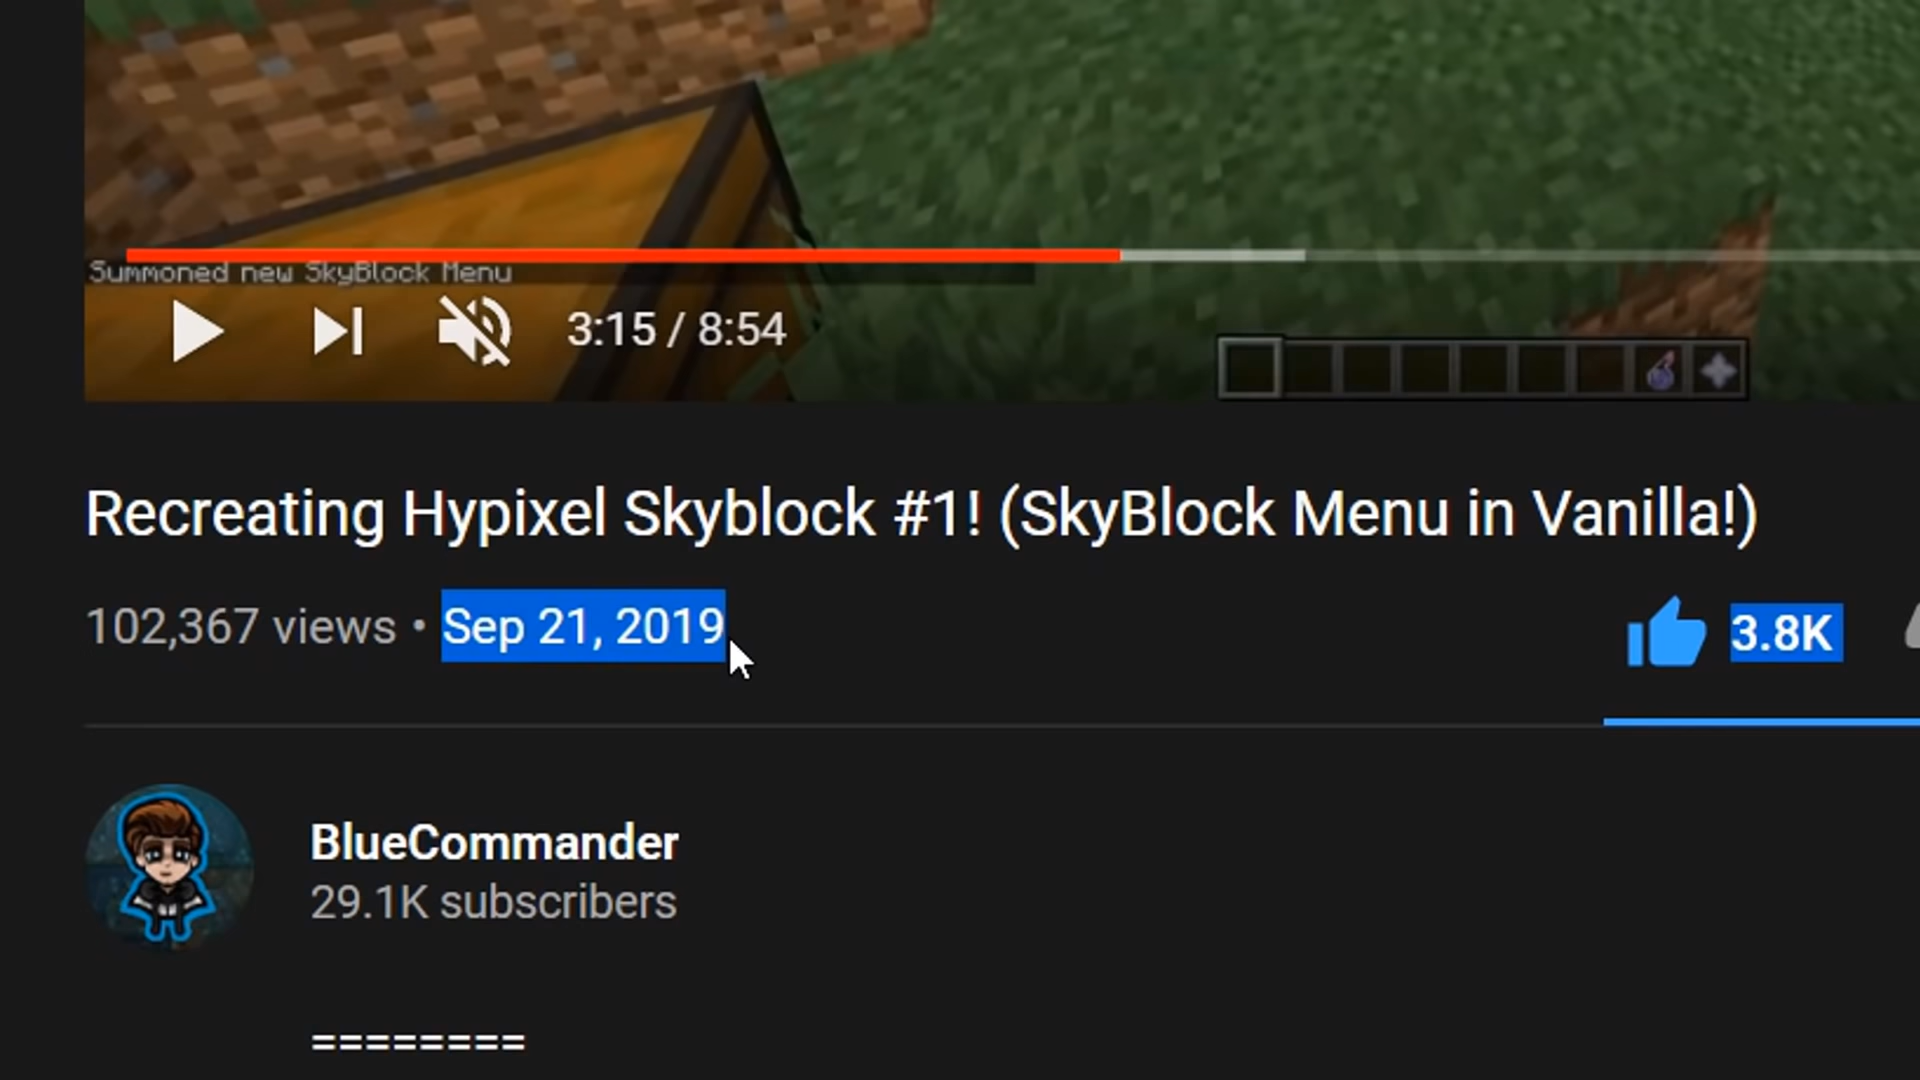 Summoned new SkyBlock Menu
3:15 / 8:54
Recreating Hypixel Skyblock #1! (SkyBlock Menu in Vanilla!)
102,367 views • Sep 21, 2019
3.8K
BlueCommander
29.1K subscribers
========